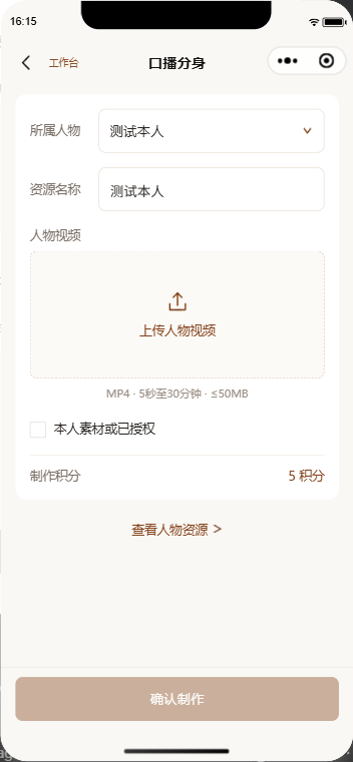 16:15
工作台
口播分身
所属人物
测试本人
资源名称
测试本人
人物视频
上传人物视频
MP4 · 5秒至30分钟 · ≤50MB
本人素材或已授权
制作积分
5 积分
查看人物资源 >
确认制作